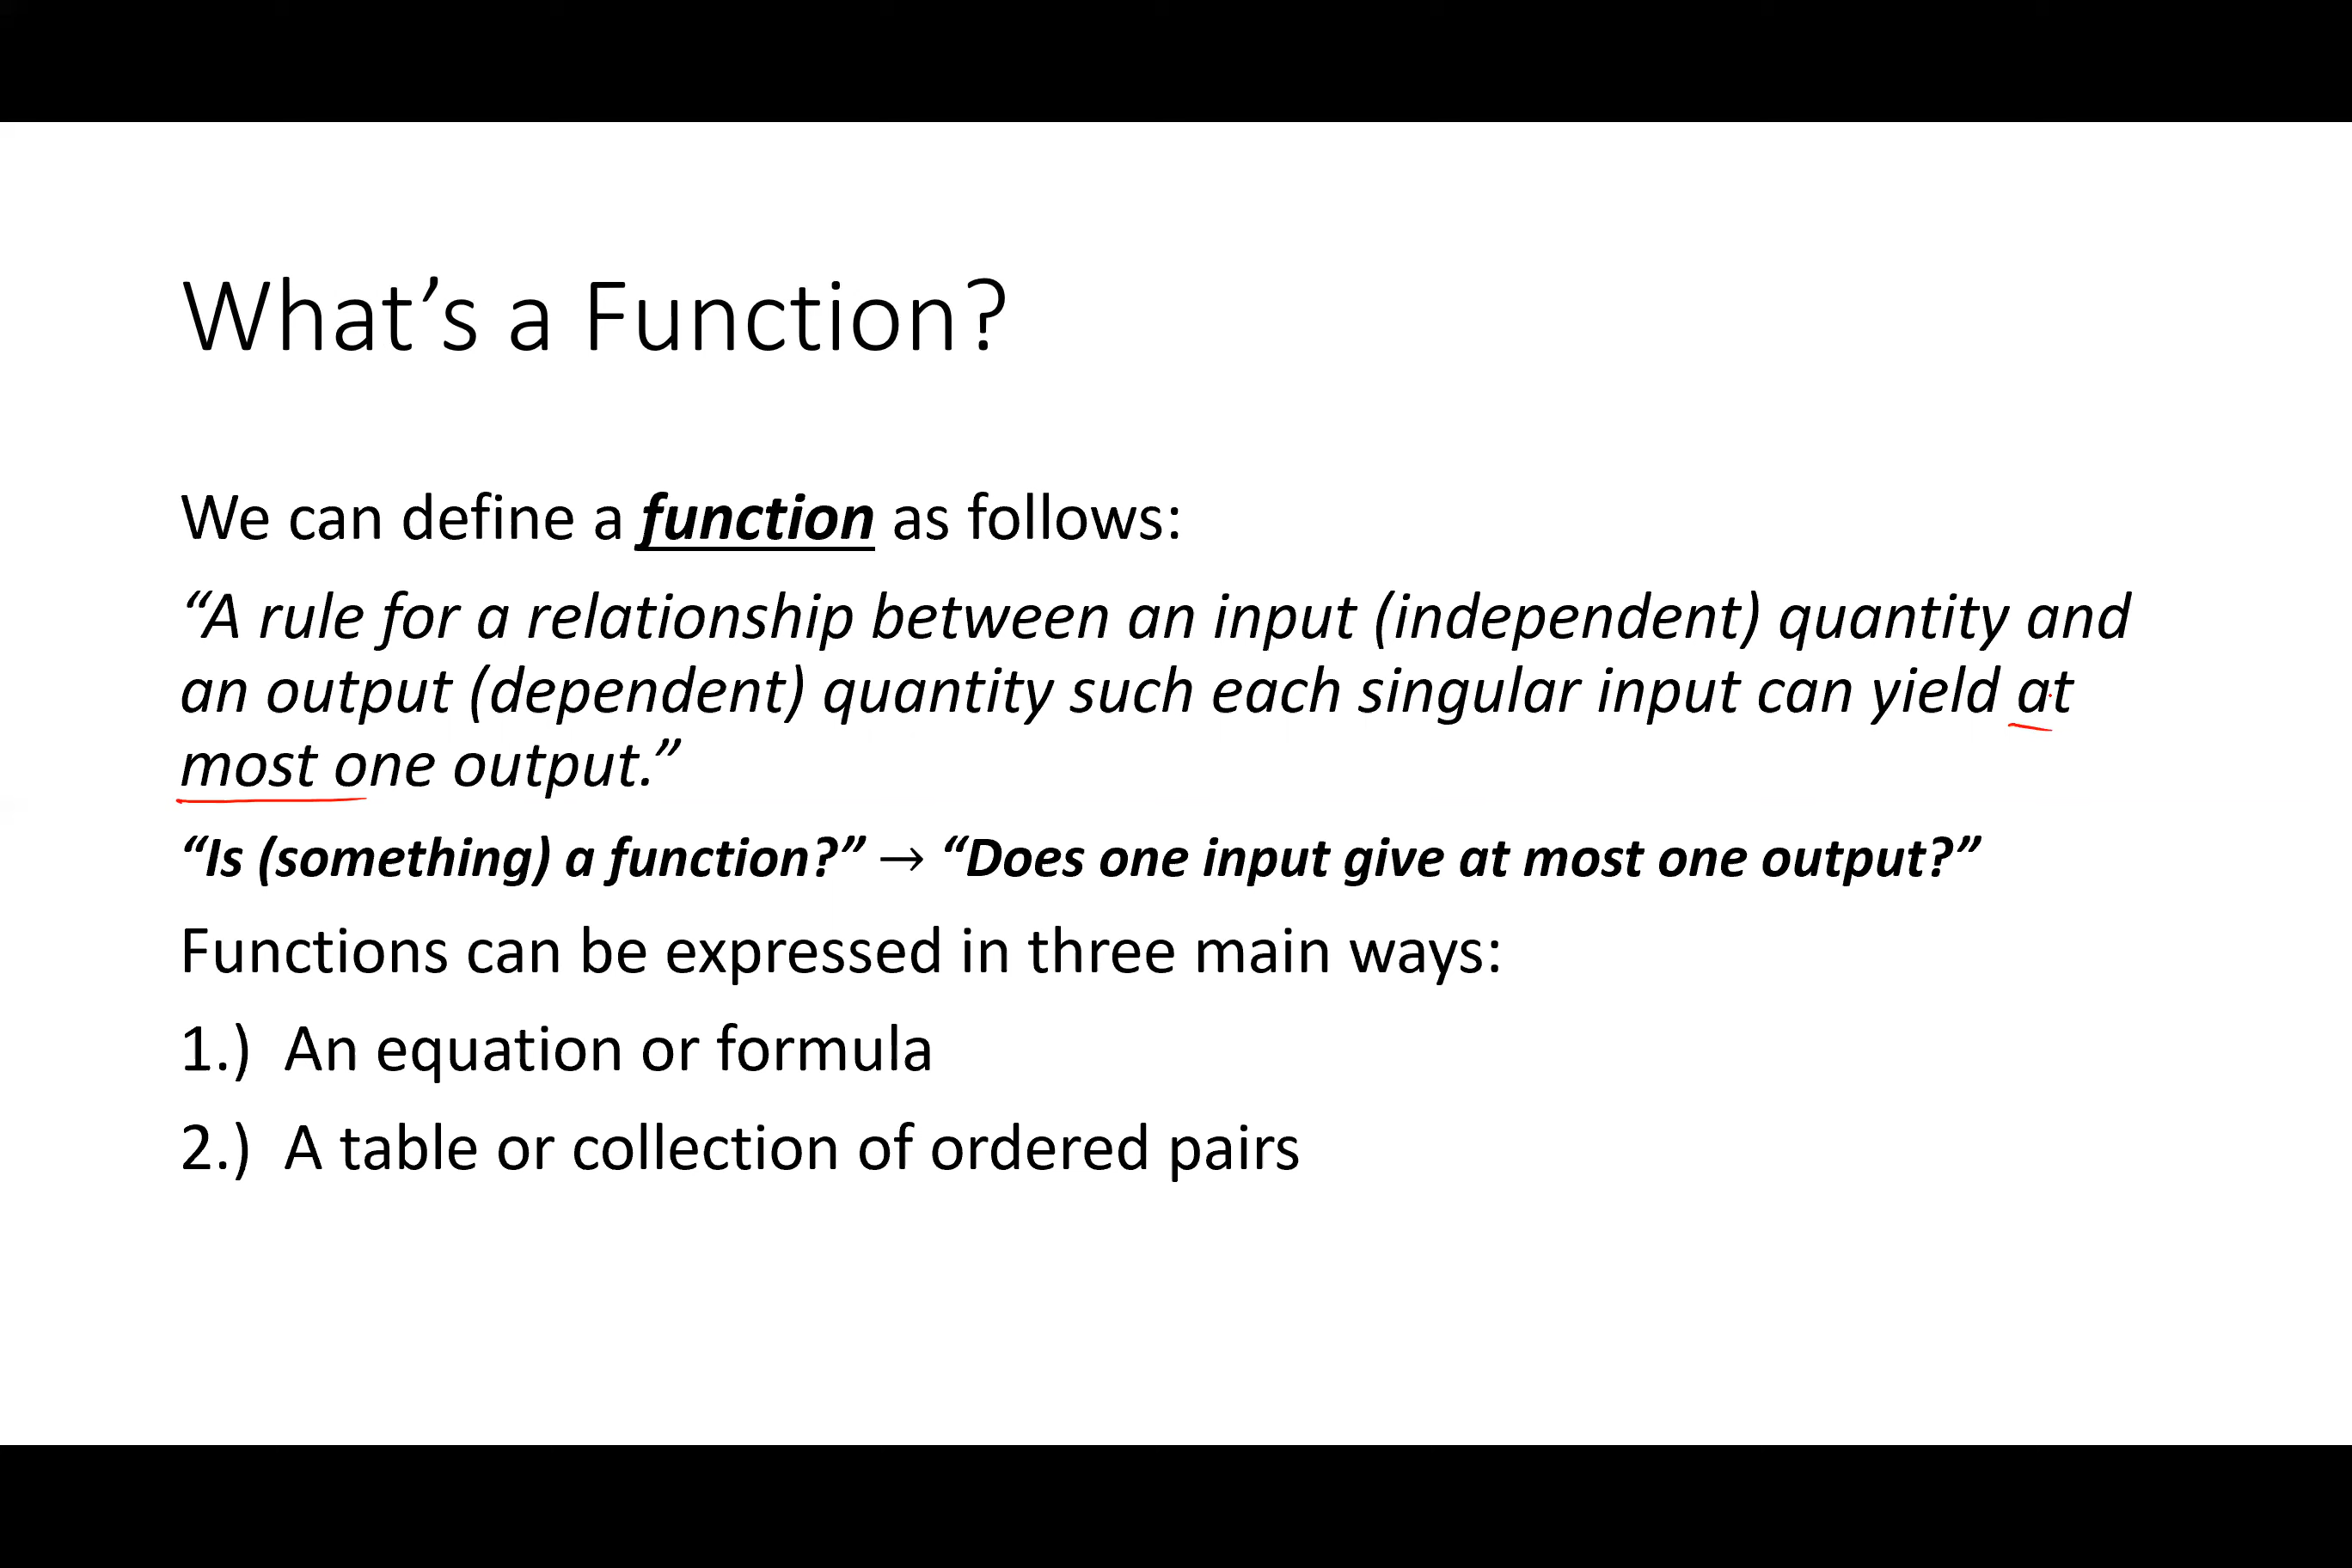 What’s a Function?
We can define a function as follows:
“A rule for a relationship between an input (independent) quantity and
an output (dependent) quantity such each singular input can yield at
most one output.”
“Is (something) a function?” → “Does one input give at most one output?”
Functions can be expressed in three main ways:
1.) An equation or formula
2.) A table or collection of ordered pairs